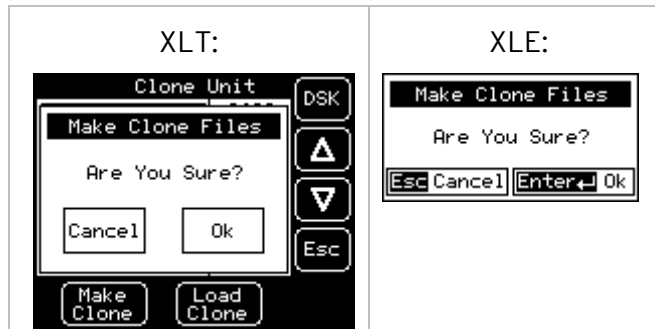 XLT:
Clone Unit
DSK
Make Clone Files
Are You Sure?
Cancel Ok
Esc
Make Clone
Load Clone
XLE:
Make Clone Files
Are You Sure?
Esc Cancel Enter↵ Ok